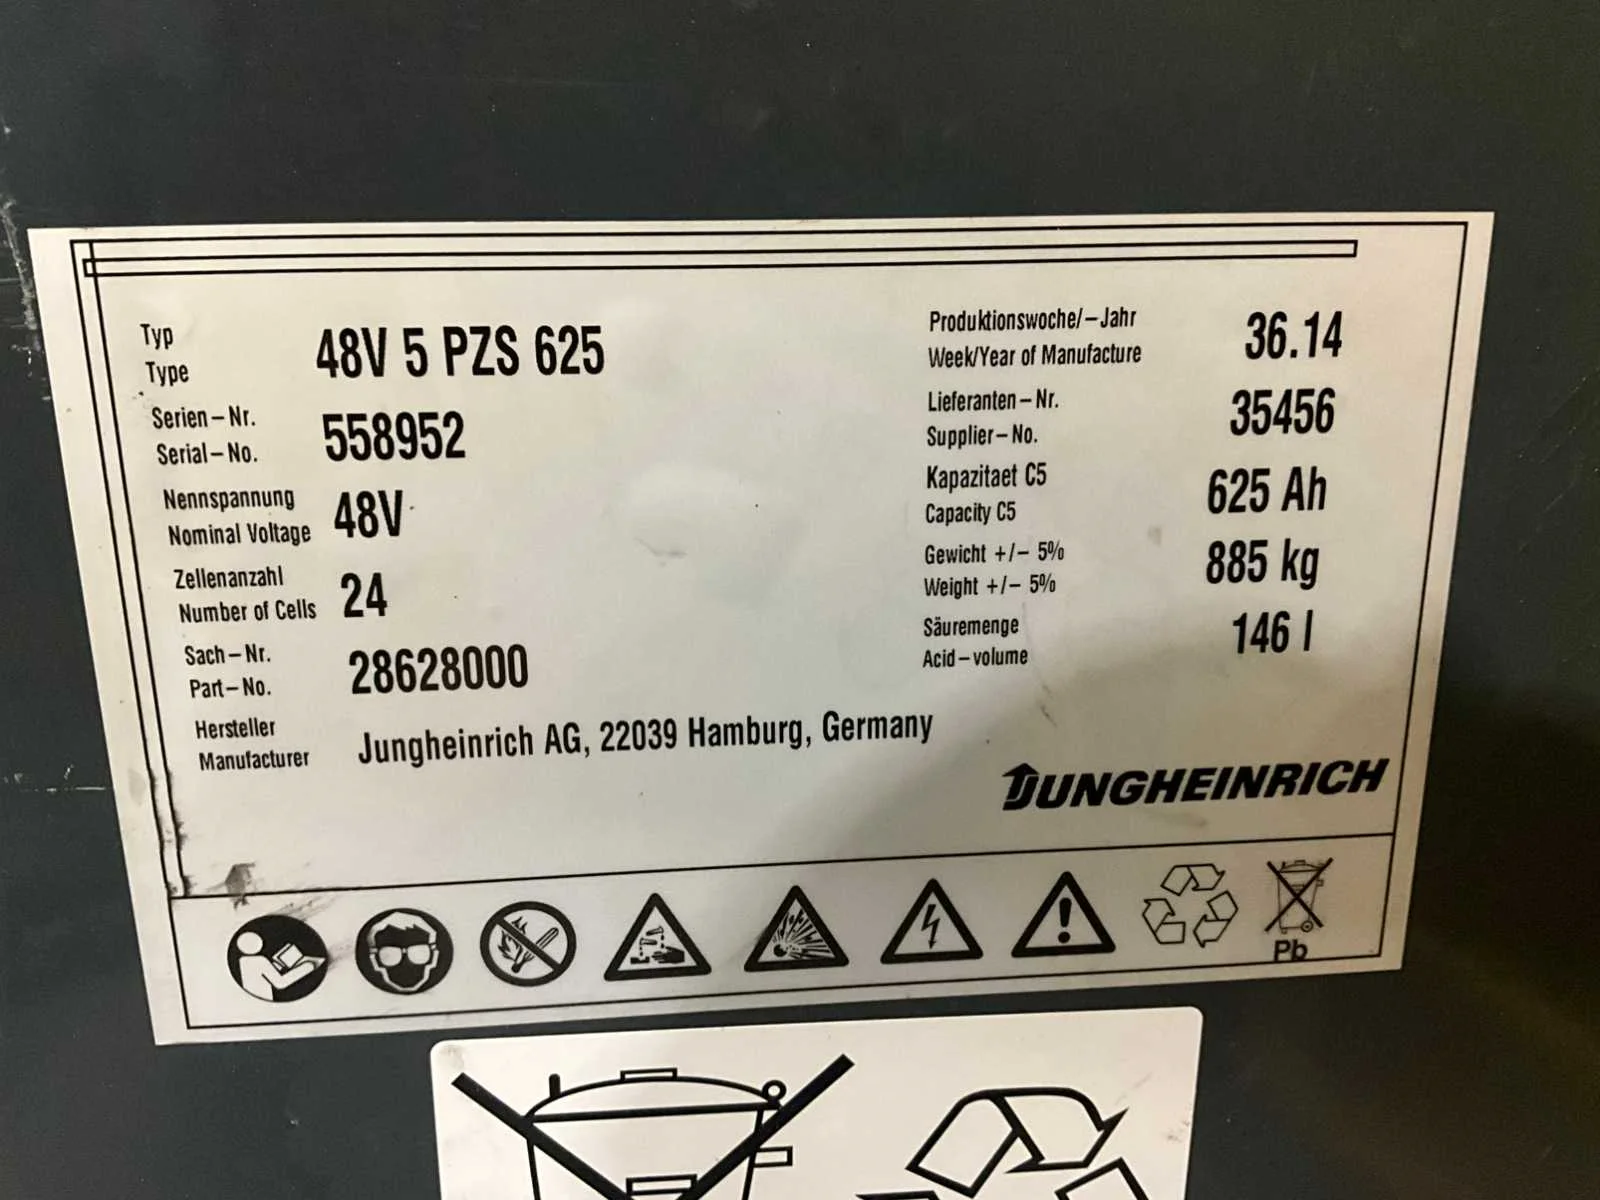 Typ
Type
48V 5 PZS 625
Serien-Nr.
Serial-No.
558952
Nennspannung
Nominal Voltage
48V
Zellenanzahl
Number of Cells
24
Sach-Nr.
Part-No.
28628000
Hersteller
Manufacturer
Jungheinrich AG, 22039 Hamburg, Germany
Produktionswoche/-Jahr
Week/Year of Manufacture
36.14
Lieferanten-Nr.
Supplier-No.
35456
Kapazitaet C5
Capacity C5
625 Ah
Gewicht +/- 5%
Weight +/- 5%
885 kg
Säuremenge
Acid-volume
146 l
JUNGHEINRICH
Pb